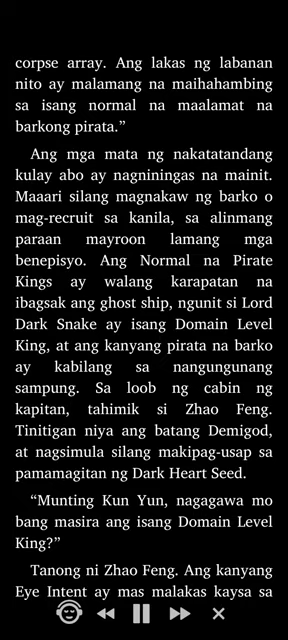 corpse array. Ang lakas ng labanan
nito ay malamang na maihahambing
sa isang normal na maalamat na
barkong pirata.”
Ang mga mata ng nakatatandang
kulay abo ay nagniningas na mainit.
Maaari silang magnakaw ng barko o
mag-recruit sa kanila, sa alinmang
paraan mayroon lamang mga
benepisyo. Ang Normal na Pirate
Kings ay walang karapatan na
ibagsak ang ghost ship, ngunit si Lord
Dark Snake ay isang Domain Level
King, at ang kanyang pirata na barko
ay kabilang sa nangungunang
sampung. Sa loob ng cabin ng
kapitan, tahimik si Zhao Feng.
Tinitigan niya ang batang Demigod,
at nagsimula silang makipag-usap sa
pamamagitan ng Dark Heart Seed.
“Munting Kun Yun, nagagawa mo
bang masira ang isang Domain Level
King?”
Tanong ni Zhao Feng. Ang kanyang
Eye Intent ay mas malakas kaysa sa